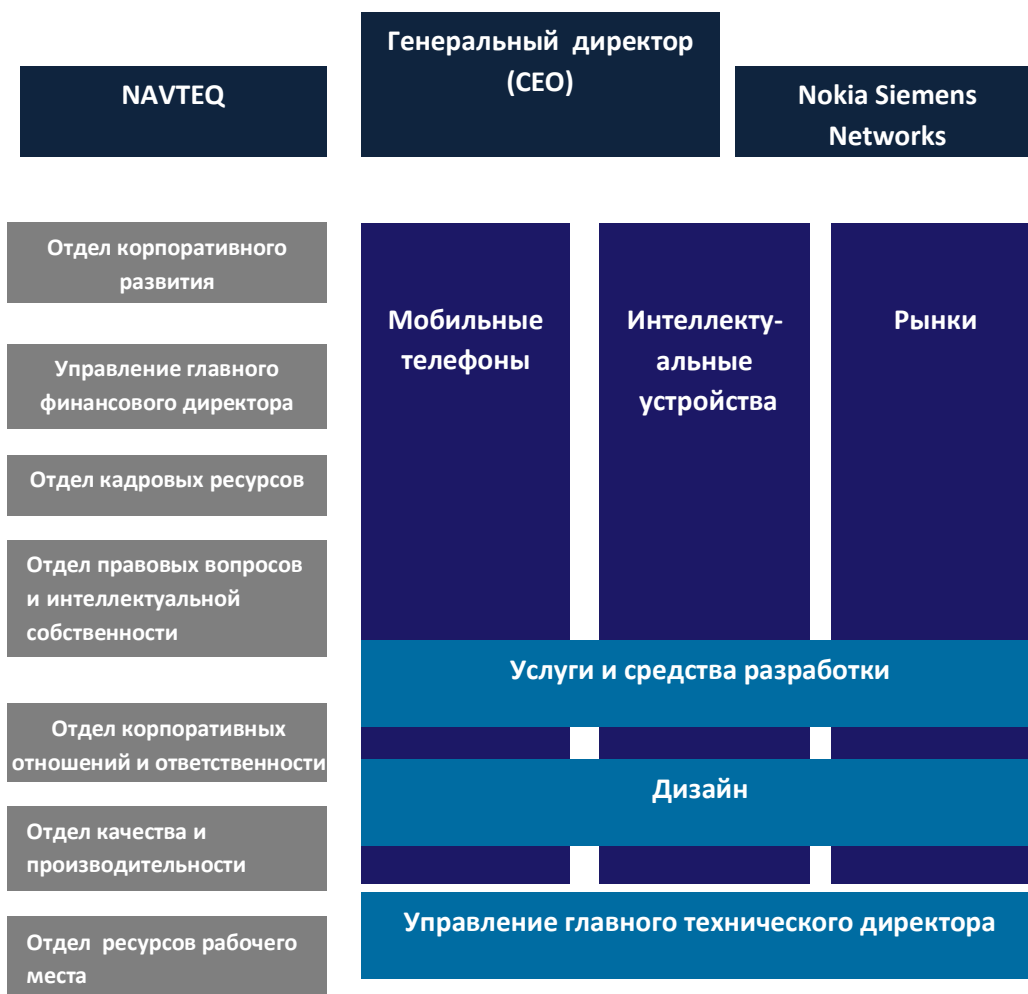 Генеральный директор
(CEO)
NAVTEQ
Nokia Siemens
Networks
Отдел корпоративного
развития
Управление главного
финансового директора
Отдел кадровых ресурсов
Отдел правовых вопросов
и интеллектуальной
собственности
Отдел корпоративных
отношений и ответственности
Отдел качества и
производительности
Отдел ресурсов рабочего
места
Мобильные
телефоны
Интеллекту-
альные
устройства
Рынки
Услуги и средства разработки
Дизайн
Управление главного технического директора